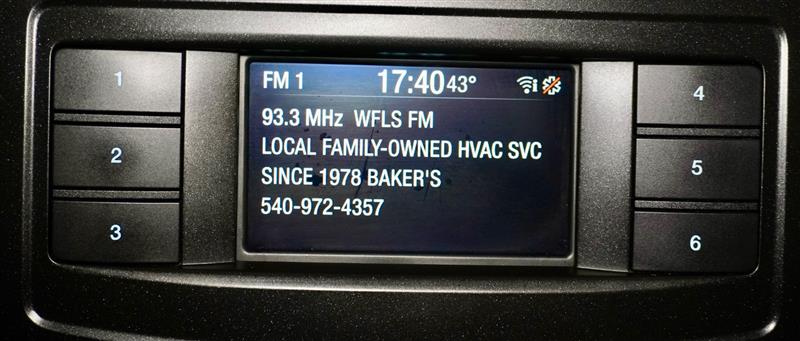 1
2
3
FM 1 17:40 43° i
93.3 MHz WFLS FM
LOCAL FAMILY-OWNED HVAC SVC
SINCE 1978 BAKER'S
540-972-4357
4
5
6